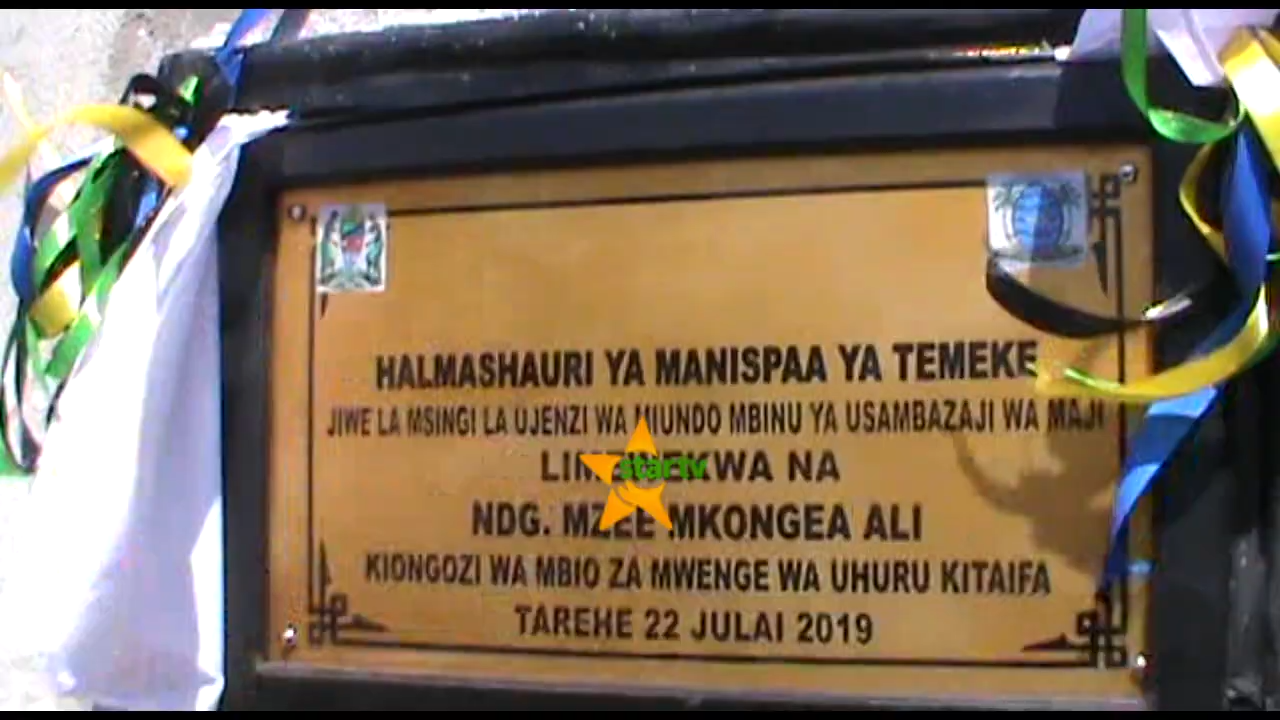 HALMASHAURI YA MANISPAA YA TEMEKE
JIWE LA MSINGI LA UJENZI WA MIUNDO MBINU YA USAMBAZAJI WA MAJI
LIMEWEKWA NA
startv
NDG. MZEE MKONGEA ALI
KIONGOZI WA MBIO ZA MWENGE WA UHURU KITAIFA
TAREHE 22 JULAI 2019